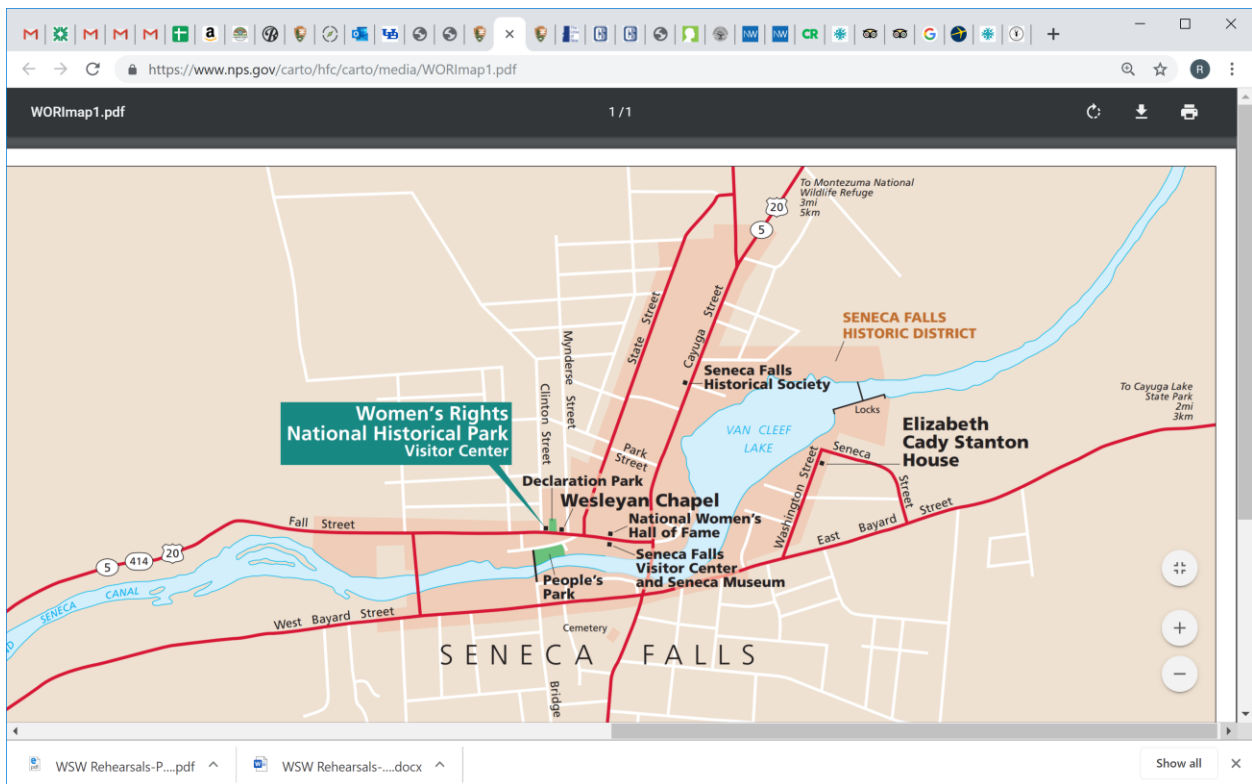 https://www.nps.gov/carto/hfc/carto/media/WORImap1.pdf
R
WORImap1.pdf
1 / 1
To Montezuma National
Wildlife Refuge
3mi
5km
20
5
SENECA FALLS
HISTORIC DISTRICT
State Street
Cayuga Street
Mynderse Street
Clinton Street
Seneca Falls
Historical Society
To Cayuga Lake
State Park
2mi
3km
Locks
Women's Rights
National Historical Park
Visitor Center
VAN CLEEF
LAKE
Elizabeth
Cady Stanton
House
Park
Street
Seneca Street
Washington Street
Declaration Park
Wesleyan Chapel
National Women's
Hall of Fame
Fall Street
East Bayard Street
Seneca Falls
Visitor Center
and Seneca Museum
5
414
20
People's
Park
SENECA CANAL
West Bayard Street
Cemetery
SENECA FALLS
Bridge
WSW Rehearsals-P....pdf
WSW Rehearsals-....docx
Show all